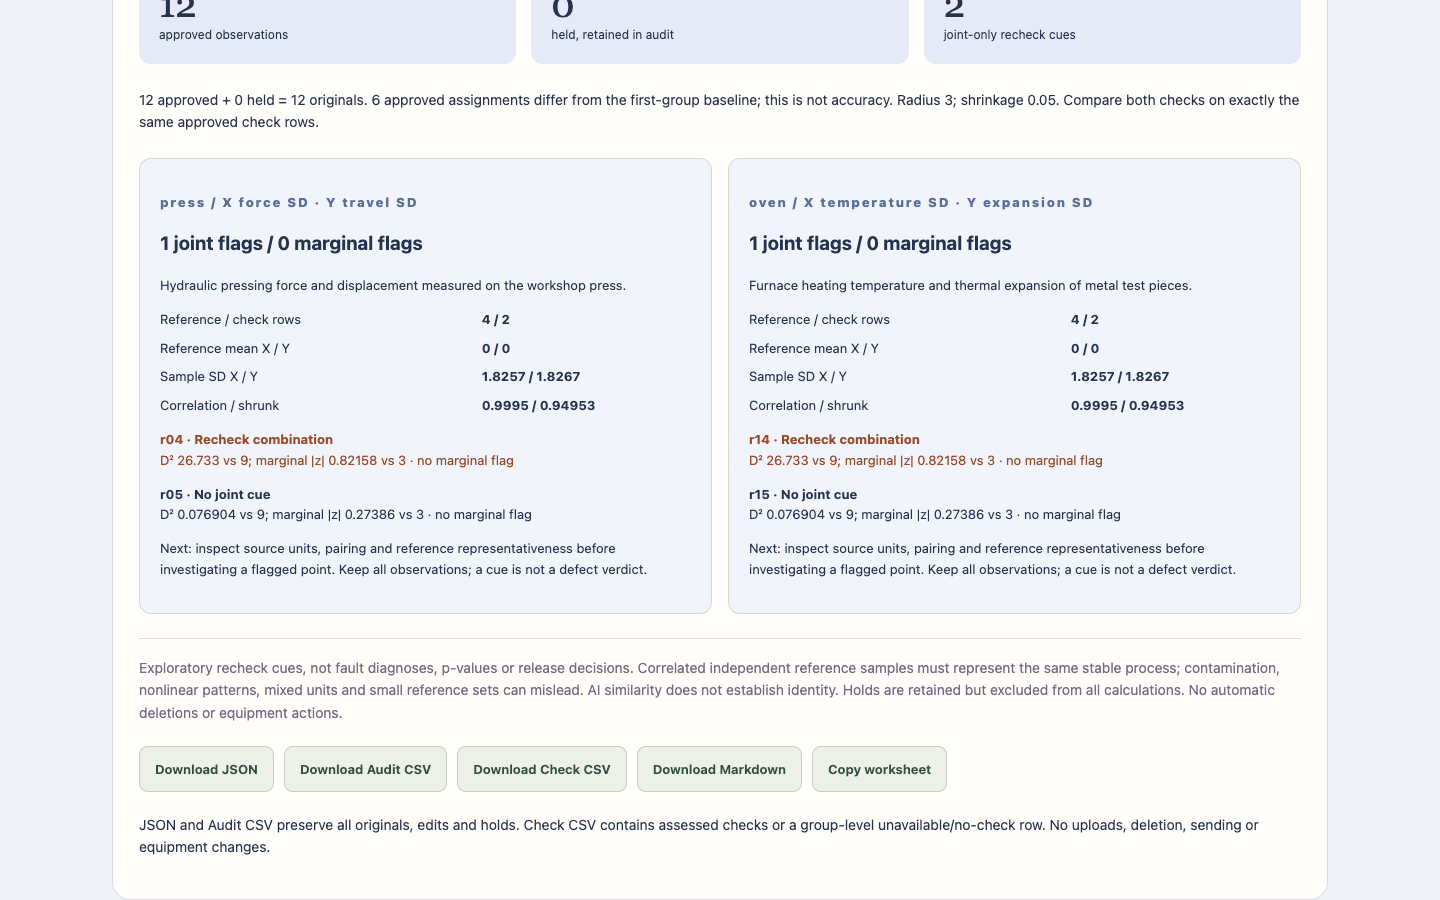 12
approved observations
0
held, retained in audit
2
joint-only recheck cues
12 approved + 0 held = 12 originals. 6 approved assignments differ from the first-group baseline; this is not accuracy. Radius 3; shrinkage 0.05. Compare both checks on exactly the
same approved check rows.
press / X force SD · Y travel SD
1 joint flags / 0 marginal flags
Hydraulic pressing force and displacement measured on the workshop press.
Reference / check rows 4 / 2
Reference mean X / Y 0 / 0
Sample SD X / Y 1.8257 / 1.8267
Correlation / shrunk 0.9995 / 0.94953
r04 · Recheck combination
D² 26.733 vs 9; marginal |z| 0.82158 vs 3 · no marginal flag
r05 · No joint cue
D² 0.076904 vs 9; marginal |z| 0.27386 vs 3 · no marginal flag
Next: inspect source units, pairing and reference representativeness before
investigating a flagged point. Keep all observations; a cue is not a defect verdict.
oven / X temperature SD · Y expansion SD
1 joint flags / 0 marginal flags
Furnace heating temperature and thermal expansion of metal test pieces.
Reference / check rows 4 / 2
Reference mean X / Y 0 / 0
Sample SD X / Y 1.8257 / 1.8267
Correlation / shrunk 0.9995 / 0.94953
r14 · Recheck combination
D² 26.733 vs 9; marginal |z| 0.82158 vs 3 · no marginal flag
r15 · No joint cue
D² 0.076904 vs 9; marginal |z| 0.27386 vs 3 · no marginal flag
Next: inspect source units, pairing and reference representativeness before
investigating a flagged point. Keep all observations; a cue is not a defect verdict.
Exploratory recheck cues, not fault diagnoses, p-values or release decisions. Correlated independent reference samples must represent the same stable process; contamination,
nonlinear patterns, mixed units and small reference sets can mislead. AI similarity does not establish identity. Holds are retained but excluded from all calculations. No automatic
deletions or equipment actions.
Download JSON
Download Audit CSV
Download Check CSV
Download Markdown
Copy worksheet
JSON and Audit CSV preserve all originals, edits and holds. Check CSV contains assessed checks or a group-level unavailable/no-check row. No uploads, deletion, sending or
equipment changes.